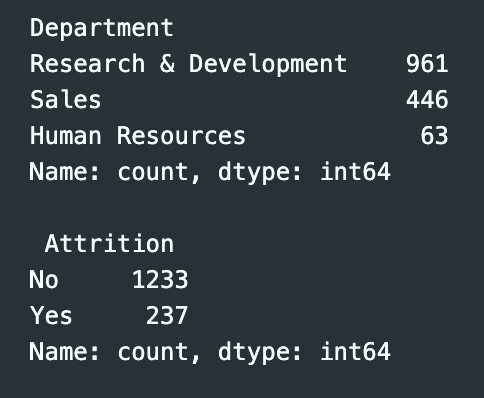 Department
Research & Development    961
Sales                     446
Human Resources            63
Name: count, dtype: int64

 Attrition
No     1233
Yes     237
Name: count, dtype: int64